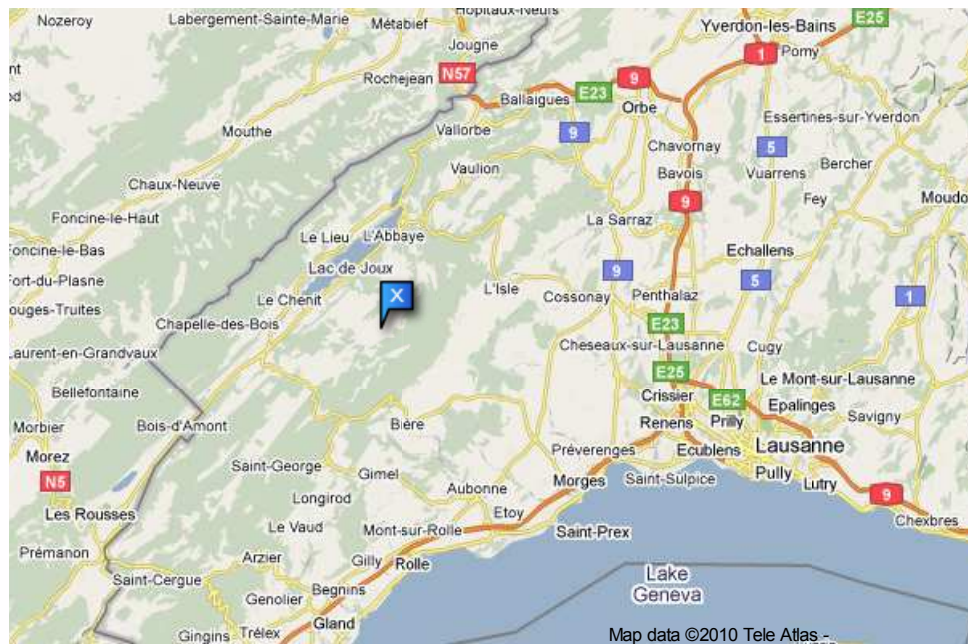 Nozeroy
Labergement-Sainte-Marie
Métabief
Hôpitaux-Neufs
Jougne
Yverdon-les-Bains
E25
Rochejean
N57
1
Pomy
Ballaigues
E23
9
Orbe
Mouthe
Vallorbe
9
Essertines-sur-Yverdon
Chaux-Neuve
Vaulion
Chavornay
5
Bavois
Vuarrens
Bercher
Foncine-le-Haut
La Sarraz
9
Fey
Moudo
Foncine-le-Bas
Le Lieu
L'Abbaye
Echallens
Fort-du-Plasne
Lac de Joux
9
5
L'Isle
Cossonay
Penthalaz
1
Le Chenit
X
ouges-Truites
Chapelle-des-Bois
E23
Cheseaux-sur-Lausanne
Cugy
Laurent-en-Grandvaux
E25
Le Mont-sur-Lausanne
Bellefontaine
Crissier
E62
Epalinges
Savigny
Morbier
Bois-d'Amont
Bière
Renens
Prilly
Morez
Préverenges
Ecublens
Lausanne
N5
Saint-George
Gimel
Morges
Saint-Sulpice
Pully
Lutry
9
Longirod
Aubonne
Les Rousses
Etoy
Chexbres
Le Vaud
Mont-sur-Rolle
Saint-Prex
Prémanon
Arzier
Gilly
Rolle
Saint-Cergue
Begnins
Lake
Geneva
Genolier
Gland
Gingins
Trélex
Map data ©2010 Tele Atlas -